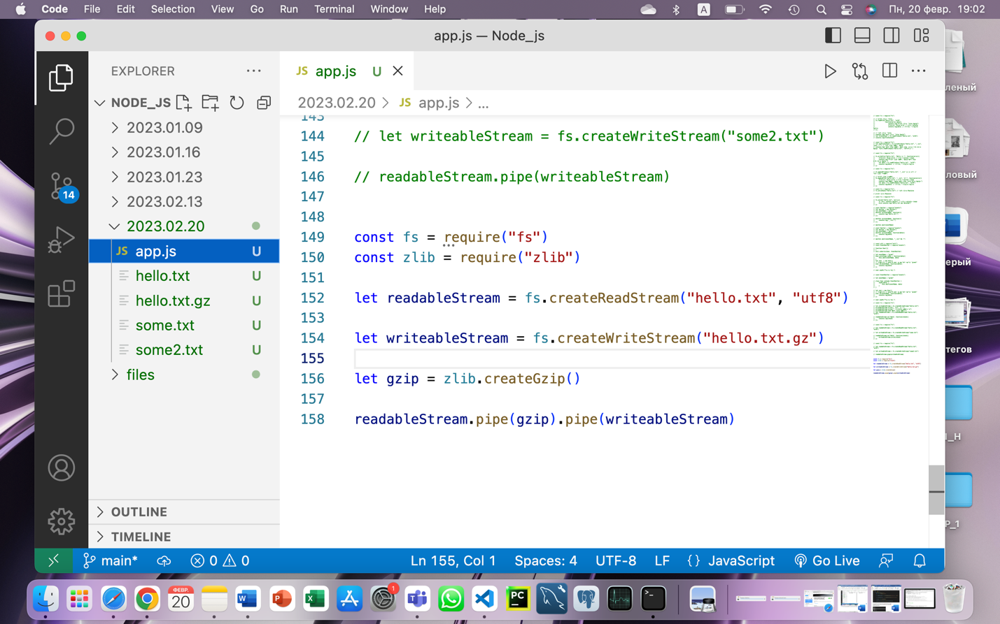 Code File Edit Selection View Go Run Terminal Window Help A Пн, 20 февр. 19:02
app.js — Node_js
EXPLORER
JS app.js U
NODE_JS
2023.02.20 > JS app.js > ...
2023.01.09
2023.01.16
2023.01.23
2023.02.13
2023.02.20
JS app.js U
hello.txt U
hello.txt.gz U
some.txt U
some2.txt U
files
OUTLINE
TIMELINE
14
143
144 // let writeableStream = fs.createWriteStream("some2.txt")
145
146 // readableStream.pipe(writeableStream)
147
148
149 const fs = require("fs")
150 const zlib = require("zlib")
151
152 let readableStream = fs.createReadStream("hello.txt", "utf8")
153
154 let writeableStream = fs.createWriteStream("hello.txt.gz")
155
156 let gzip = zlib.createGzip()
157
158 readableStream.pipe(gzip).pipe(writeableStream)
леный
ловый
ерый
тегов
_H
P_1
main* 0 0 Ln 155, Col 1 Spaces: 4 UTF-8 LF {} JavaScript Go Live
ФЕВР.
20
W
P
X
1
PC
>_